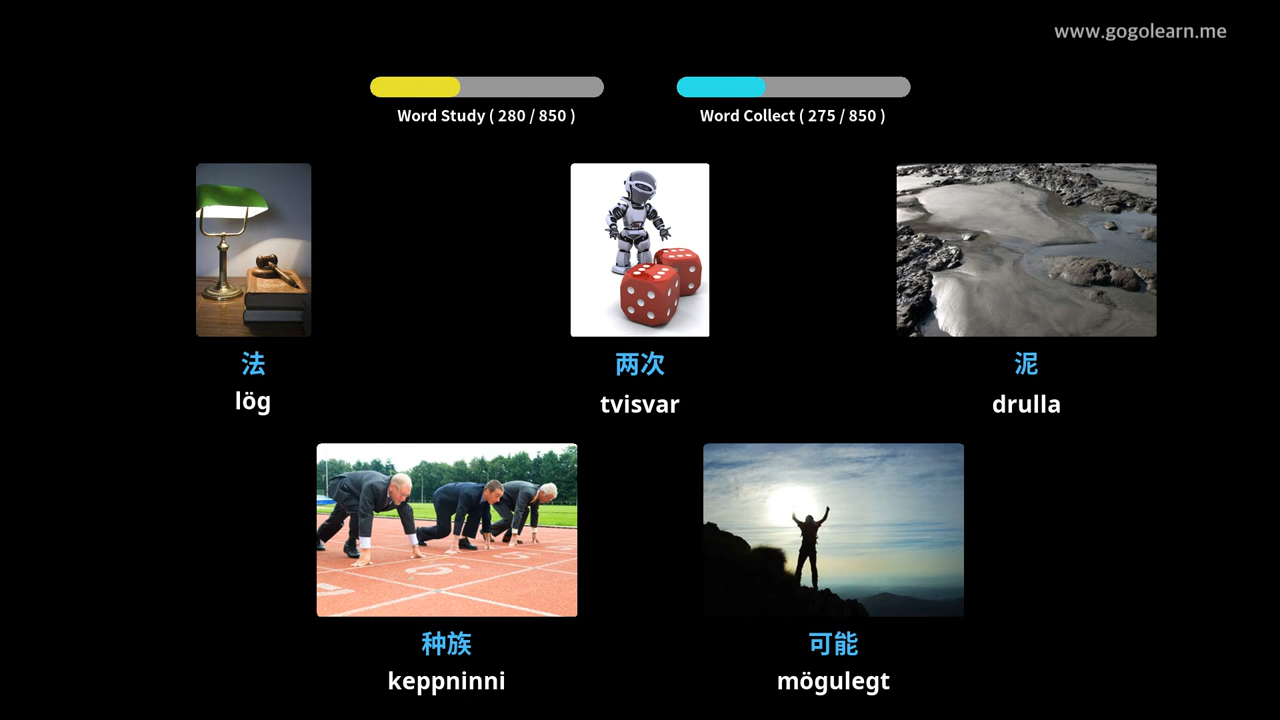 www.gogolearn.me
Word Study ( 280 / 850 )
Word Collect ( 275 / 850 )
法
lög
两次
tvisvar
泥
drulla
种族
keppninni
可能
mögulegt